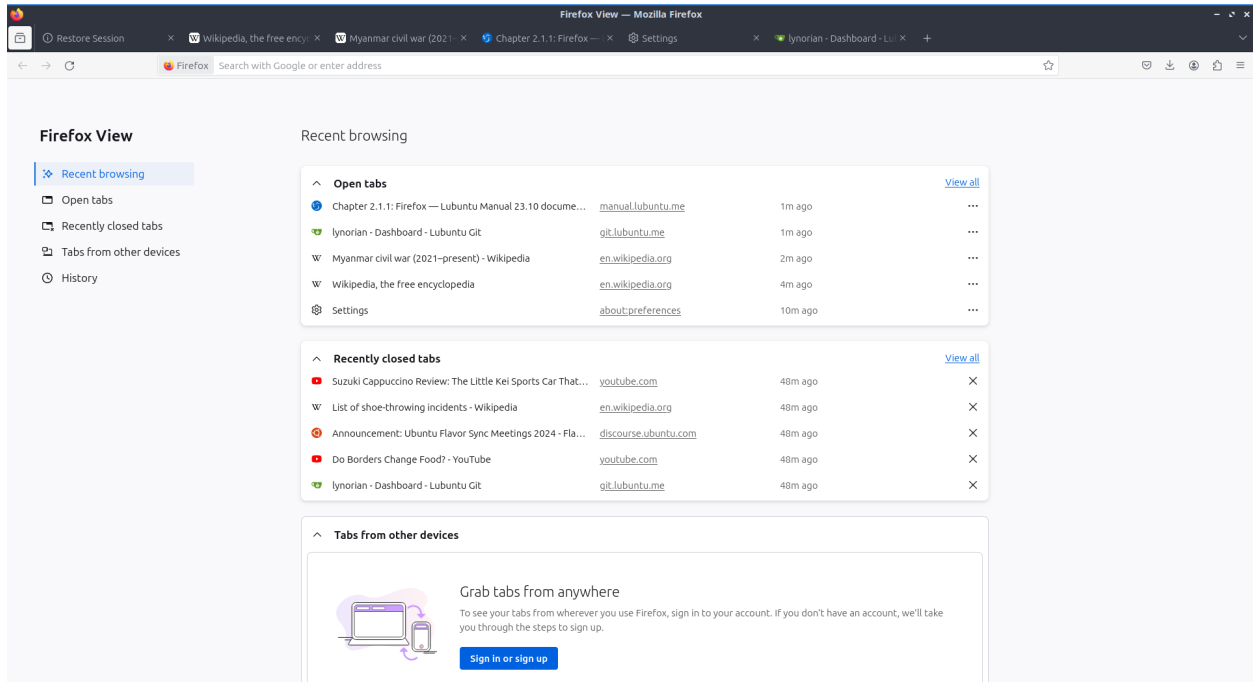 Firefox View — Mozilla Firefox
Restore Session
Wikipedia, the free ency
Myanmar civil war (2021–
Chapter 2.1.1: Firefox —
Settings
lynorian - Dashboard - Lu
Firefox
Search with Google or enter address
Firefox View
Recent browsing
Open tabs
Recently closed tabs
Tabs from other devices
History
Recent browsing
Open tabs View all
Chapter 2.1.1: Firefox — Lubuntu Manual 23.10 docume... manual.lubuntu.me 1m ago
lynorian - Dashboard - Lubuntu Git git.lubuntu.me 1m ago
Myanmar civil war (2021–present) - Wikipedia en.wikipedia.org 2m ago
Wikipedia, the free encyclopedia en.wikipedia.org 4m ago
Settings about:preferences 10m ago
Recently closed tabs View all
Suzuki Cappuccino Review: The Little Kei Sports Car That... youtube.com 48m ago
List of shoe-throwing incidents - Wikipedia en.wikipedia.org 48m ago
Announcement: Ubuntu Flavor Sync Meetings 2024 - Fla... discourse.ubuntu.com 48m ago
Do Borders Change Food? - YouTube youtube.com 48m ago
lynorian - Dashboard - Lubuntu Git git.lubuntu.me 48m ago
Tabs from other devices
Grab tabs from anywhere
To see your tabs from wherever you use Firefox, sign in to your account. If you don't have an account, we'll take
you through the steps to sign up.
Sign in or sign up